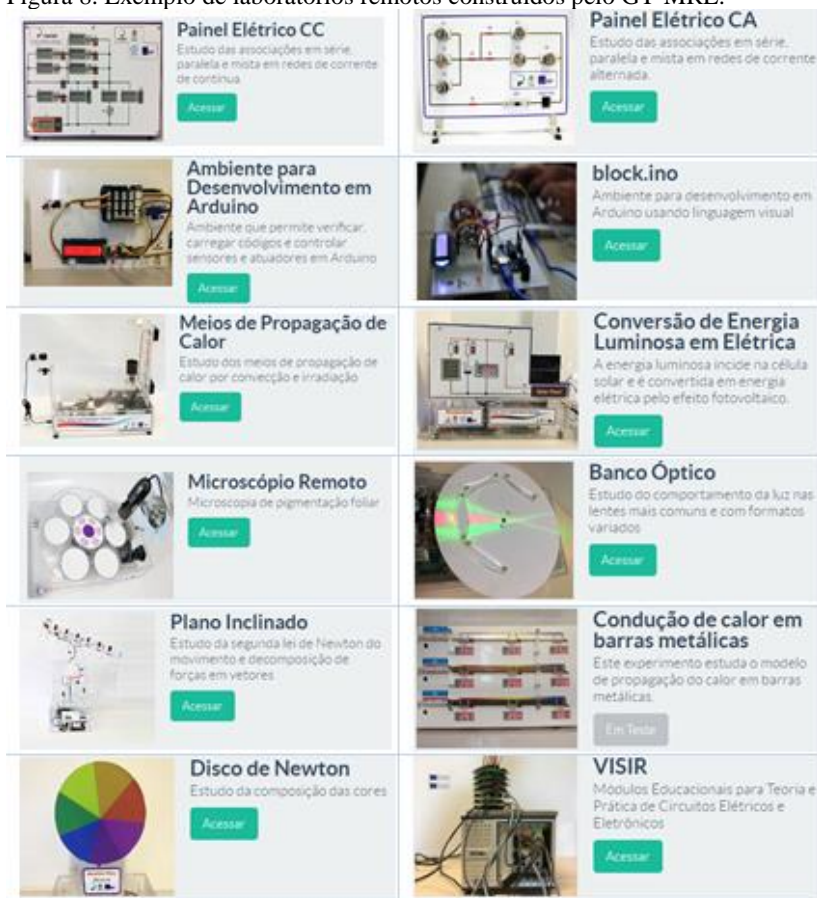 Figura 8. Exemplo de laboratórios remotos construídos pelo GT-MRE.
Painel Elétrico CC
Estudo das associações em série,
paralela e mista em redes de corrente
de contínua.
Acessar
Painel Elétrico CA
Estudo das associações em série,
paralela e mista em redes de corrente
alternada.
Acessar
Ambiente para
Desenvolvimento em
Arduino
Ambiente que permite verificar,
carregar códigos e controlar
sensores e atuadores em Arduino
Acessar
block.ino
Ambiente para desenvolvimento em
Arduino usando linguagem visual
Acessar
Meios de Propagação de
Calor
Estudo dos meios de propagação de
calor por convecção e irradiação
Acessar
Conversão de Energia
Luminosa em Elétrica
A energia luminosa incide na célula
solar e é convertida em energia
elétrica pelo efeito fotovoltaico.
Acessar
Microscópio Remoto
Microscopia de pigmentação foliar
Acessar
Banco Óptico
Estudo do comportamento da luz nas
lentes mais comuns e com formatos
variados
Acessar
Plano Inclinado
Estudo da segunda lei de Newton do
movimento e decomposição de
forças em vetores
Acessar
Condução de calor em
barras metálicas
Este experimento estuda o modelo
de propagação do calor em barras
metálicas.
Em Teste
Disco de Newton
Estudo da composição das cores
Acessar
VISIR
Módulos Educacionais para Teoria e
Prática de Circuitos Elétricos e
Eletrônicos
Acessar